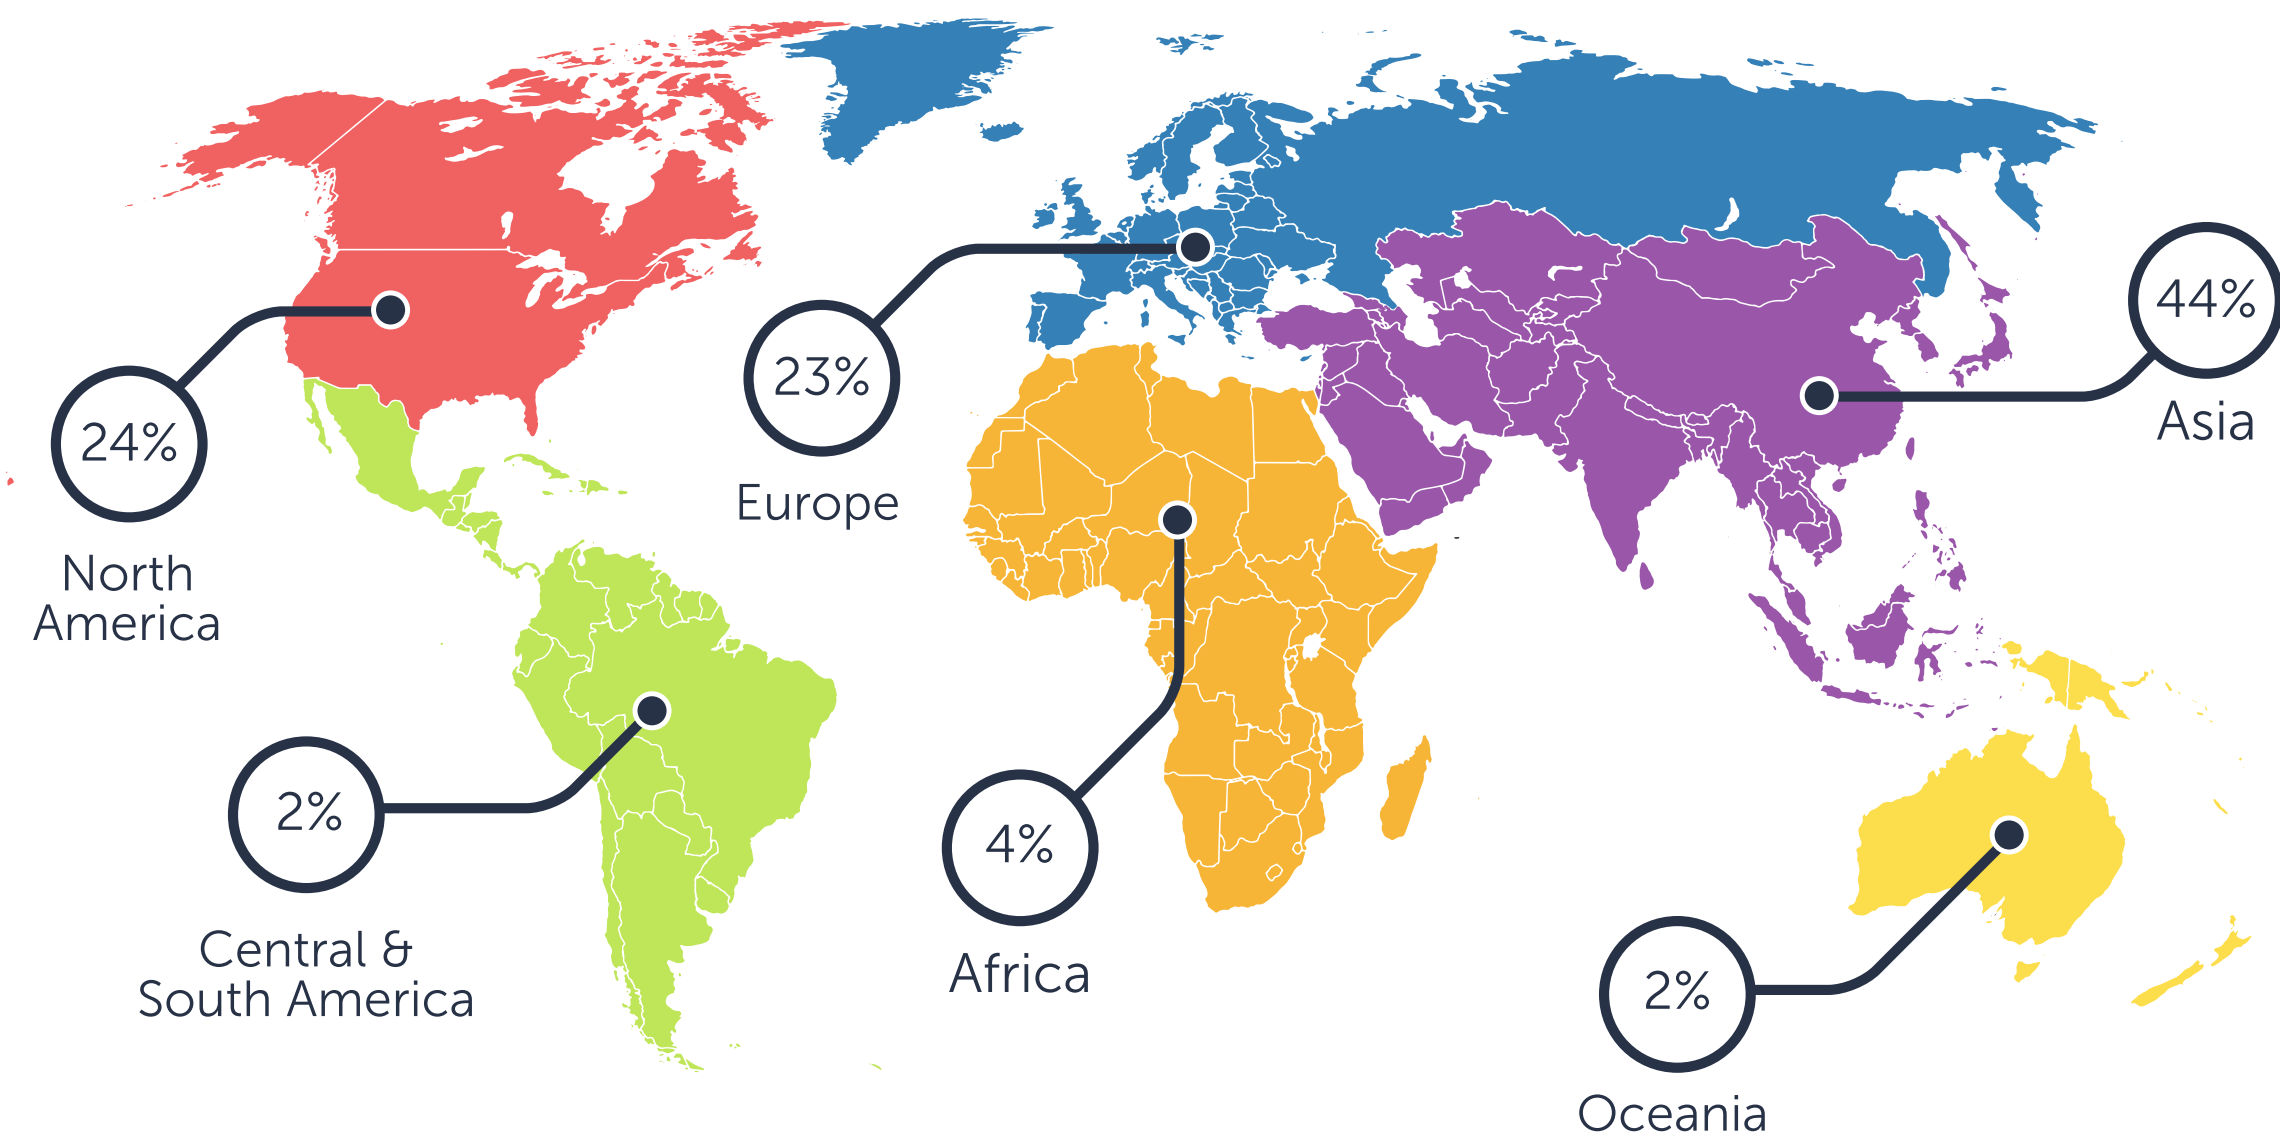 24%
North
America
23%
Europe
44%
Asia
2%
Central &
South America
4%
Africa
2%
Oceania